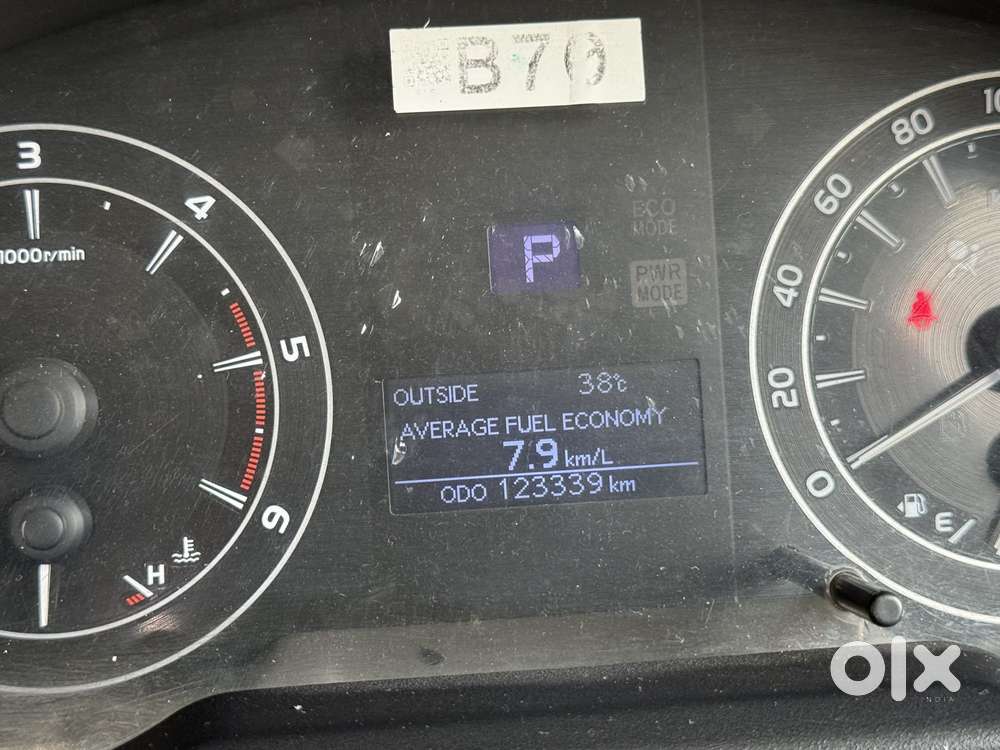 B70
3
4
5
6
1000r/min
H
P
ECO
MODE
PWR
MODE
OUTSIDE 38°C
AVERAGE FUEL ECONOMY
7.9 km/L
ODO 123339 km
80
60
40
20
0
E
olx
INDIA